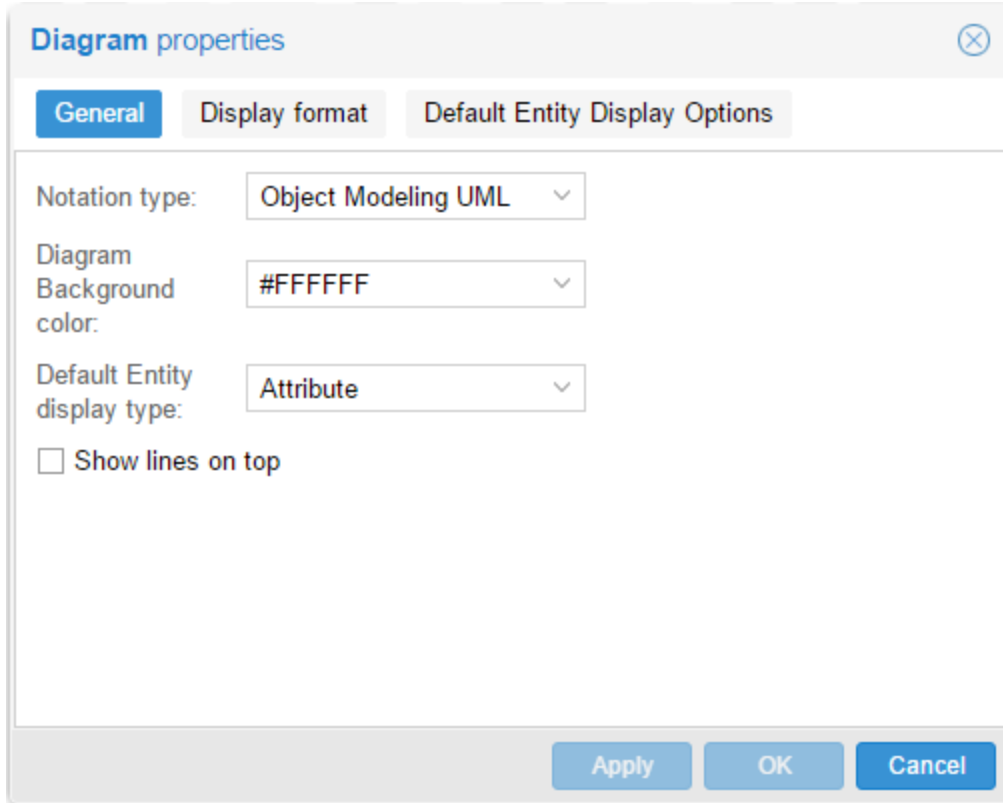 Diagram properties
General Display format Default Entity Display Options
Notation type: Object Modeling UML
Diagram
Background
color:
#FFFFFF
Default Entity
display type:
Attribute
Show lines on top
Apply OK Cancel